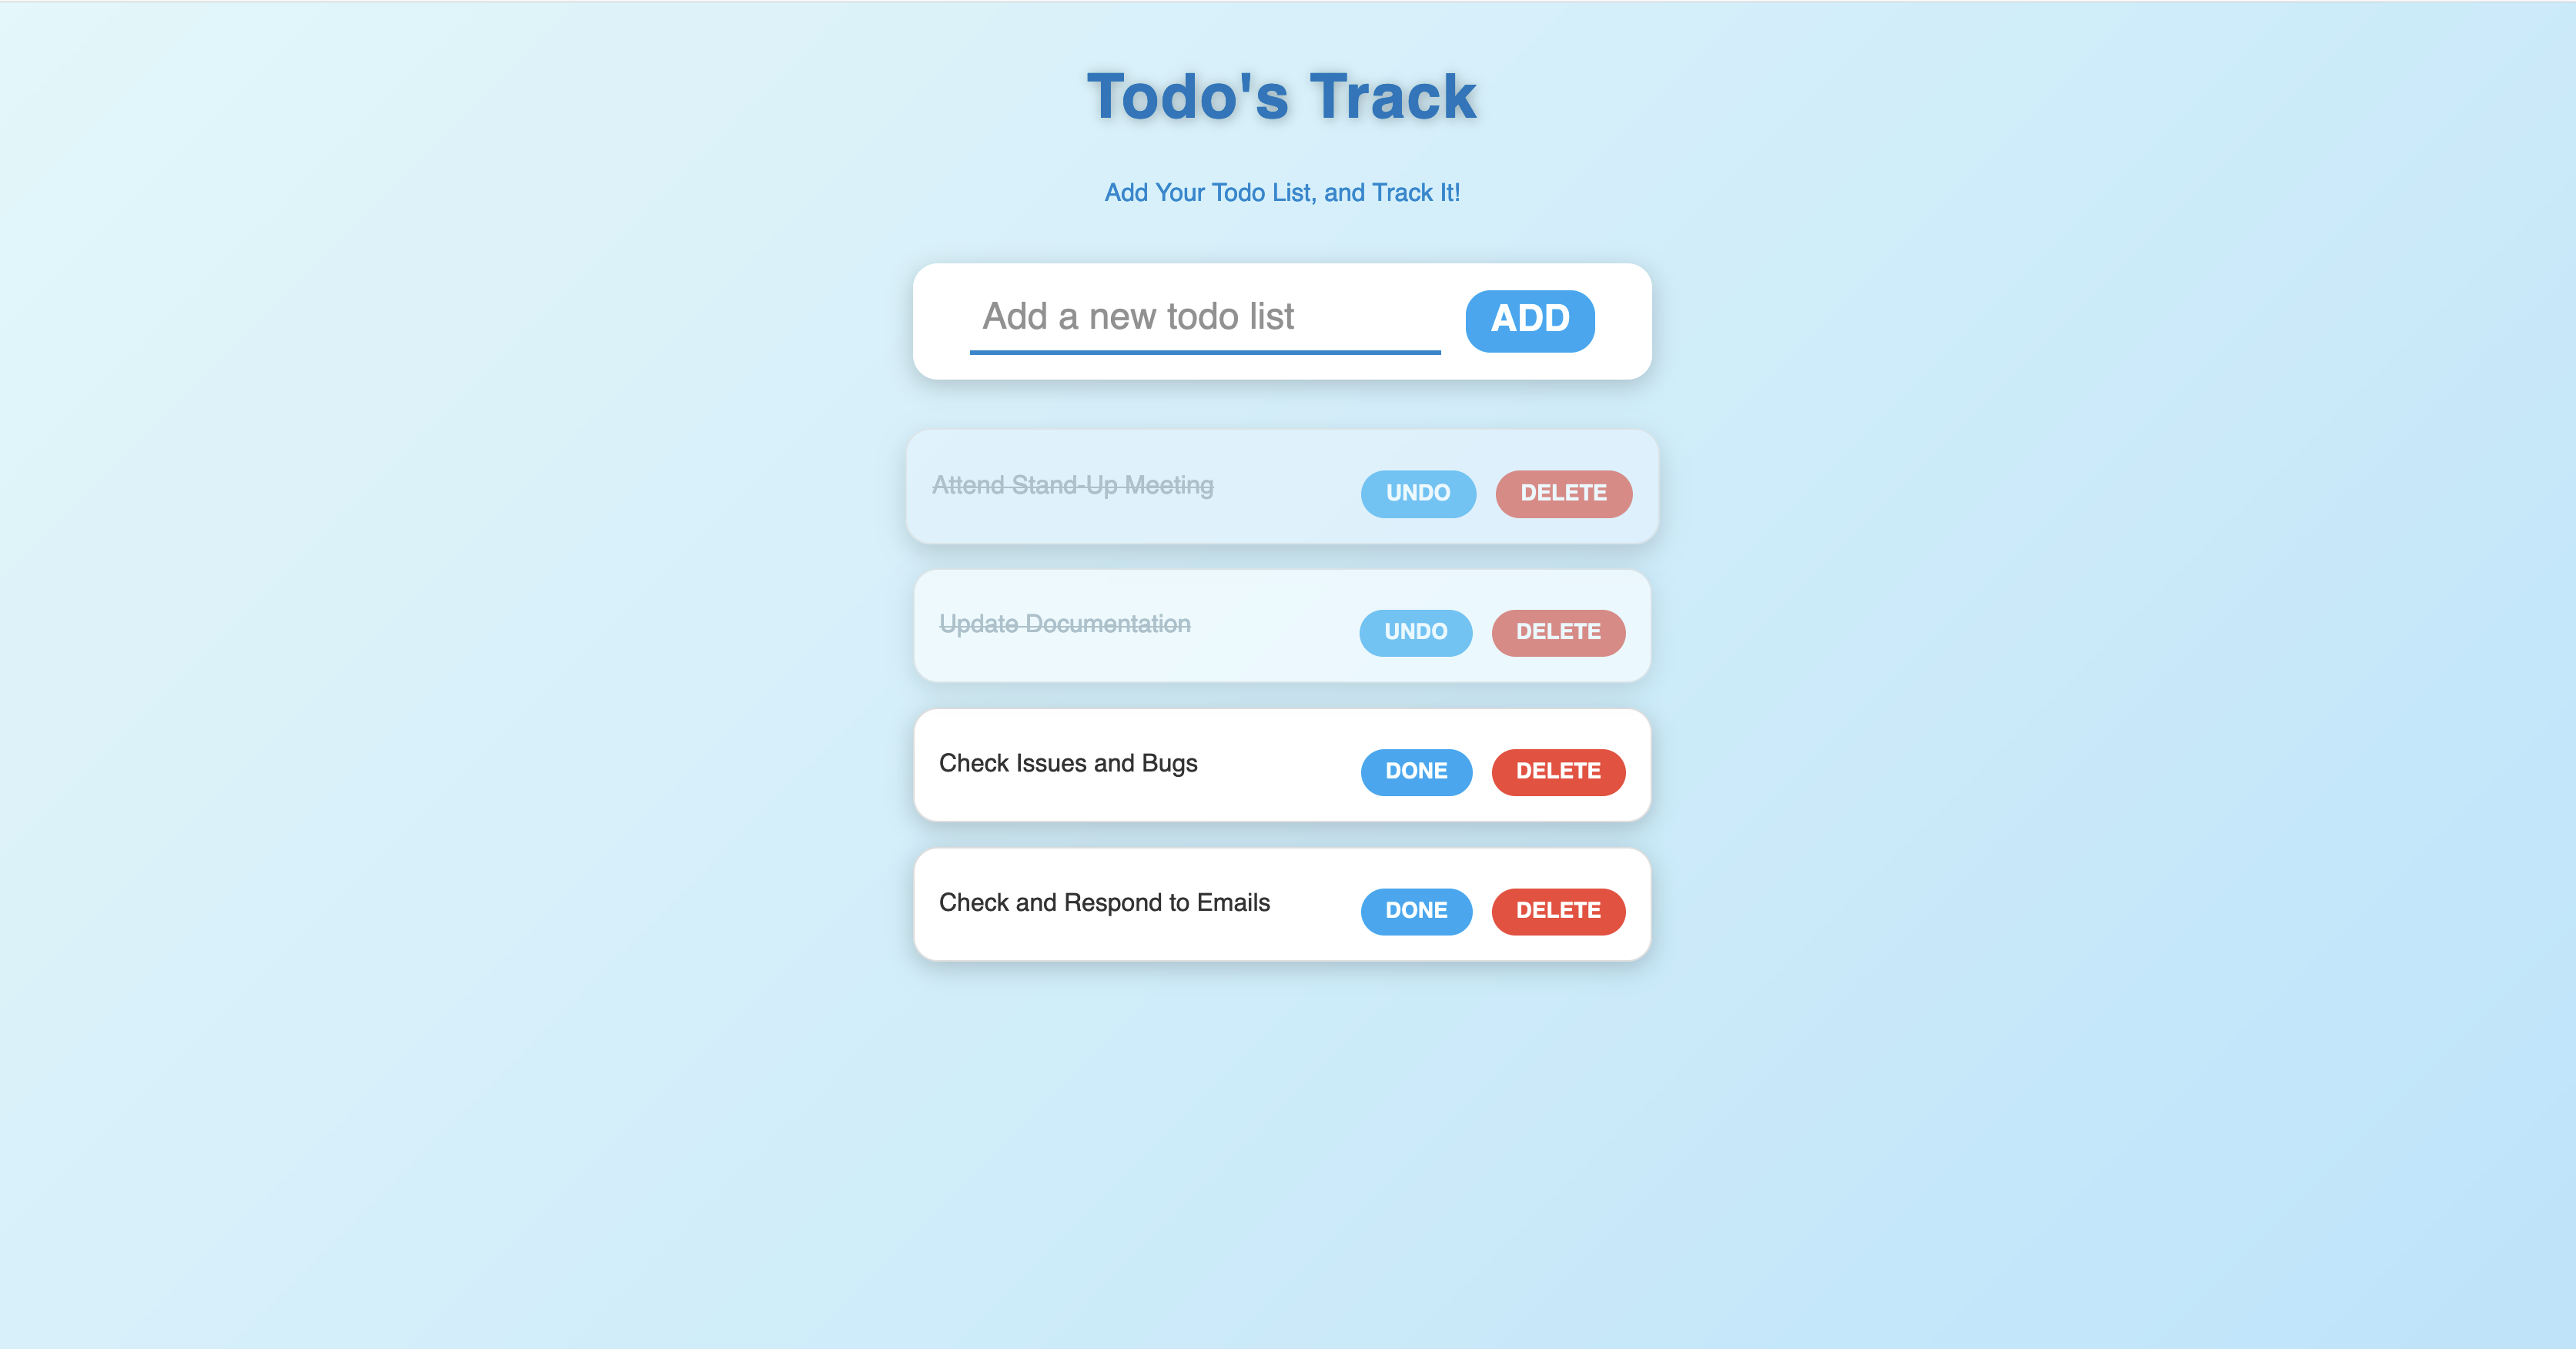 Todo's Track
Add Your Todo List, and Track It!
Add a new todo list ADD
Attend Stand-Up Meeting UNDO DELETE
Update Documentation UNDO DELETE
Check Issues and Bugs DONE DELETE
Check and Respond to Emails DONE DELETE